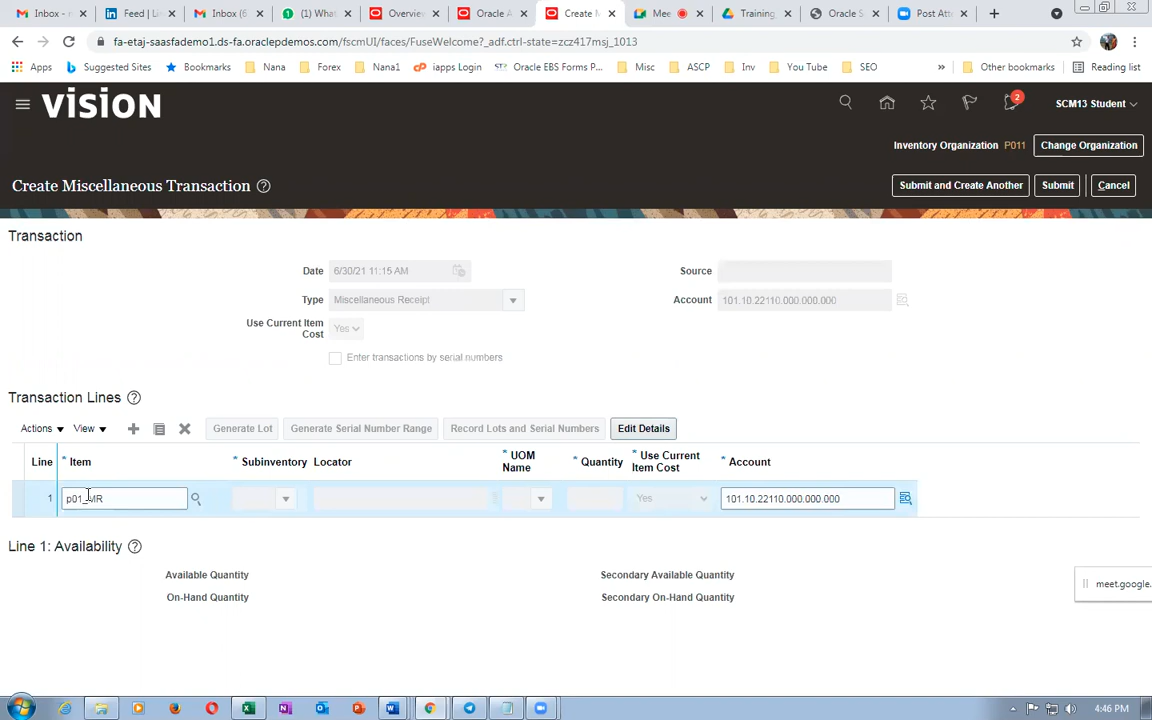 Inbox - n
Feed | Lin
Inbox (6
(1) What
Overview
Oracle A
Create M
Mee
Training
Oracle S
Post Att
fa-etaj-saasfademo1.ds-fa.oraclepdemos.com/fscmUI/faces/FuseWelcome?_adf.ctrl-state=zcz417msj_1013
Apps
Suggested Sites
Bookmarks
Nana
Forex
Nana1
iapps Login
Oracle EBS Forms P...
Misc
ASCP
Inv
You Tube
SEO
»
Other bookmarks
Reading list
vision
2
SCM13 Student
Inventory Organization P011
Change Organization
Create Miscellaneous Transaction
Submit and Create Another
Submit
Cancel
Transaction
Date 6/30/21 11:15 AM
Source
Type Miscellaneous Receipt
Account 101.10.22110.000.000.000
Use Current Item
Cost
Yes
Enter transactions by serial numbers
Transaction Lines
Actions
View
Generate Lot
Generate Serial Number Range
Record Lots and Serial Numbers
Edit Details
Line
* Item
* Subinventory
Locator
* UOM
Name
* Quantity
* Use Current
Item Cost
* Account
1
p01_MR
Yes
101.10.22110.000.000.000
Line 1: Availability
Available Quantity
Secondary Available Quantity
On-Hand Quantity
Secondary On-Hand Quantity
meet.google.
4:46 PM